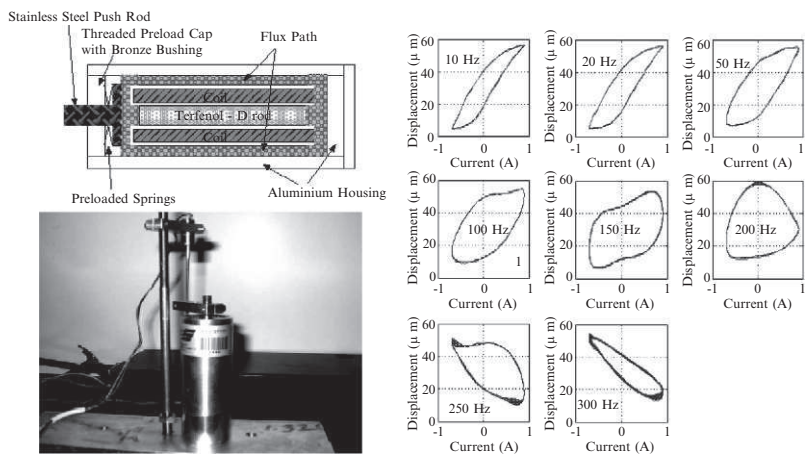 Stainless Steel Push Rod
Threaded Preload Cap
with Bronze Bushing
Flux Path
Coil
Terfenol - D rod
Coil
Preloaded Springs
Aluminium Housing
60
40
20
0
-1
0
1
Displacement (μ m)
Current (A)
10 Hz
60
40
20
0
-1
0
1
Displacement (μ m)
Current (A)
20 Hz
60
40
20
0
-1
0
1
Displacement (μ m)
Current (A)
50 Hz
60
40
20
0
-1
0
1
Displacement (μ m)
Current (A)
100 Hz
1
60
40
20
0
-1
0
1
Displacement (μ m)
Current (A)
150 Hz
60
40
20
0
-1
0
1
Displacement (μ m)
Current (A)
200 Hz
60
40
20
0
-1
0
1
Displacement (μ m)
Current (A)
250 Hz
60
40
20
0
-1
0
1
Displacement (μ m)
Current (A)
300 Hz